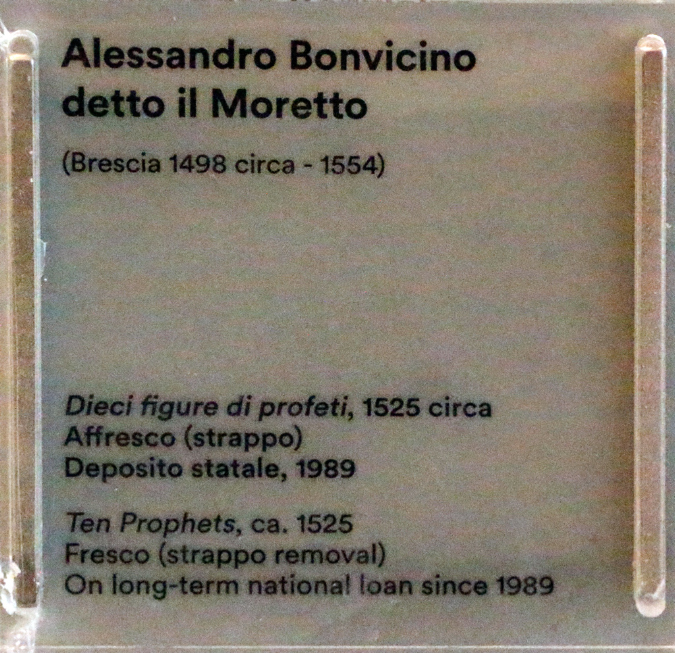 Alessandro Bonvicino
detto il Moretto
(Brescia 1498 circa - 1554)
Dieci figure di profeti, 1525 circa
Affresco (strappo)
Deposito statale, 1989
Ten Prophets, ca. 1525
Fresco (strappo removal)
On long-term national loan since 1989